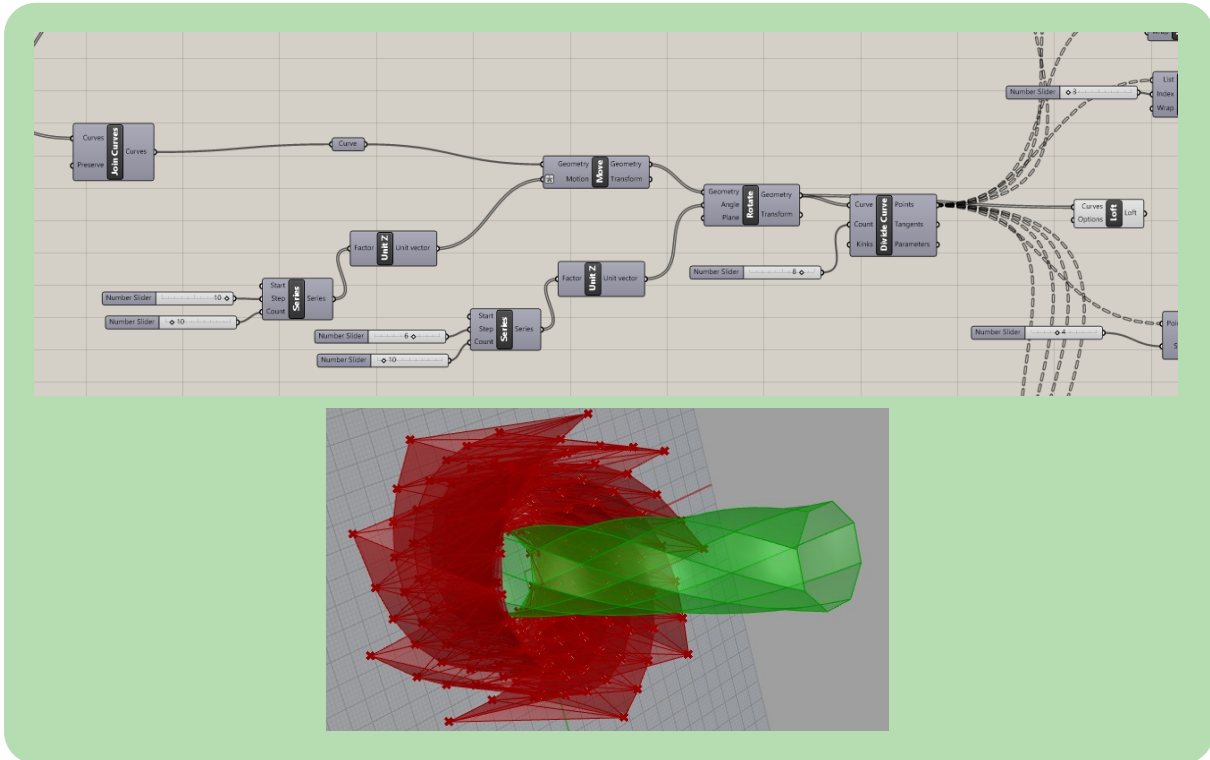 Number Slider 3
List
Index
Wrap
Curves
Preserve
Join Curves
Curves
Curve
Geometry
Motion
Move
Geometry
Transform
Geometry
Angle
Plane
Rotate
Geometry
Transform
Curve
Count
Kinks
Divide Curve
Points
Tangents
Parameters
Curves
Options
Loft
Loft
Factor
Unit Z
Unit vector
Factor
Unit Z
Unit vector
Number Slider 8
Number Slider 10
Number Slider 10
Start
Step
Count
Series
Series
Number Slider 6
Number Slider 10
Start
Step
Count
Series
Series
Number Slider 4